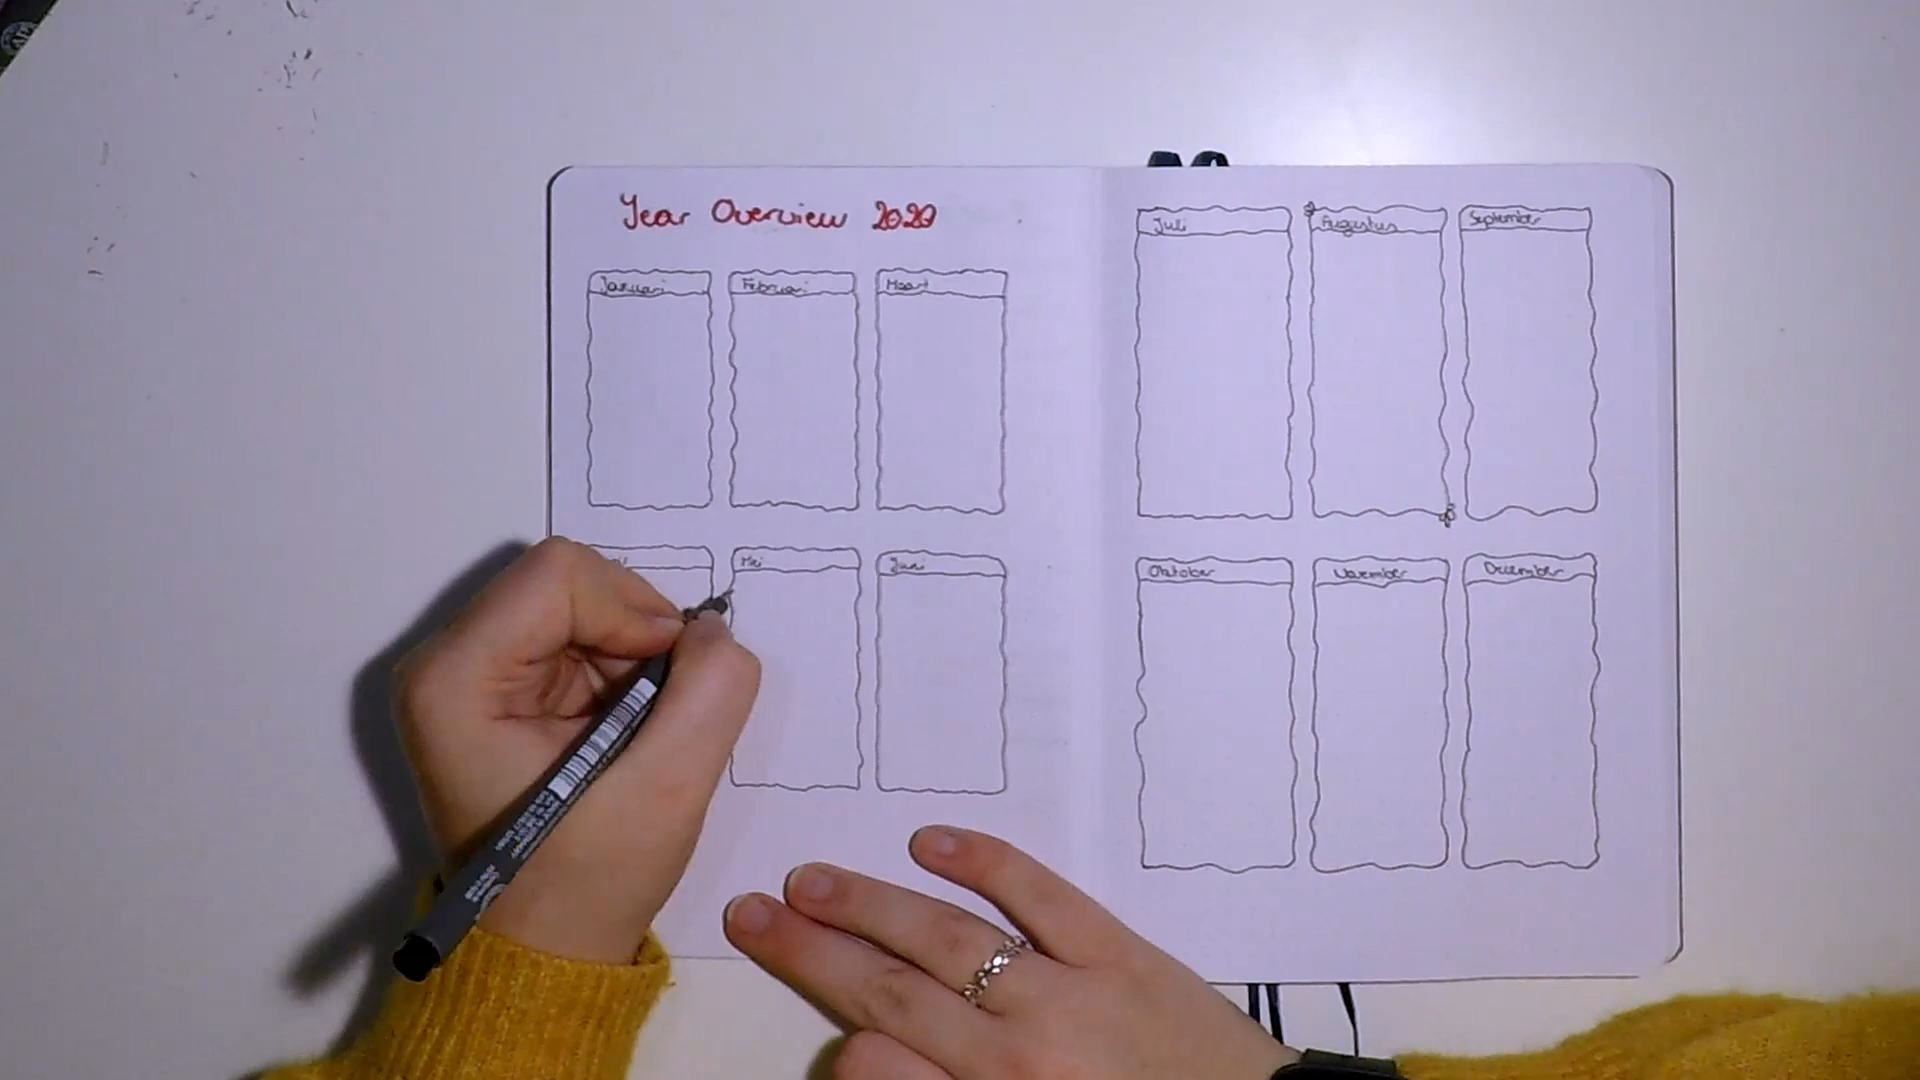 Year Overview 2020
Januari
Februari
Maart
Mei
Juni
Juli
Augustus
September
Oktober
November
December